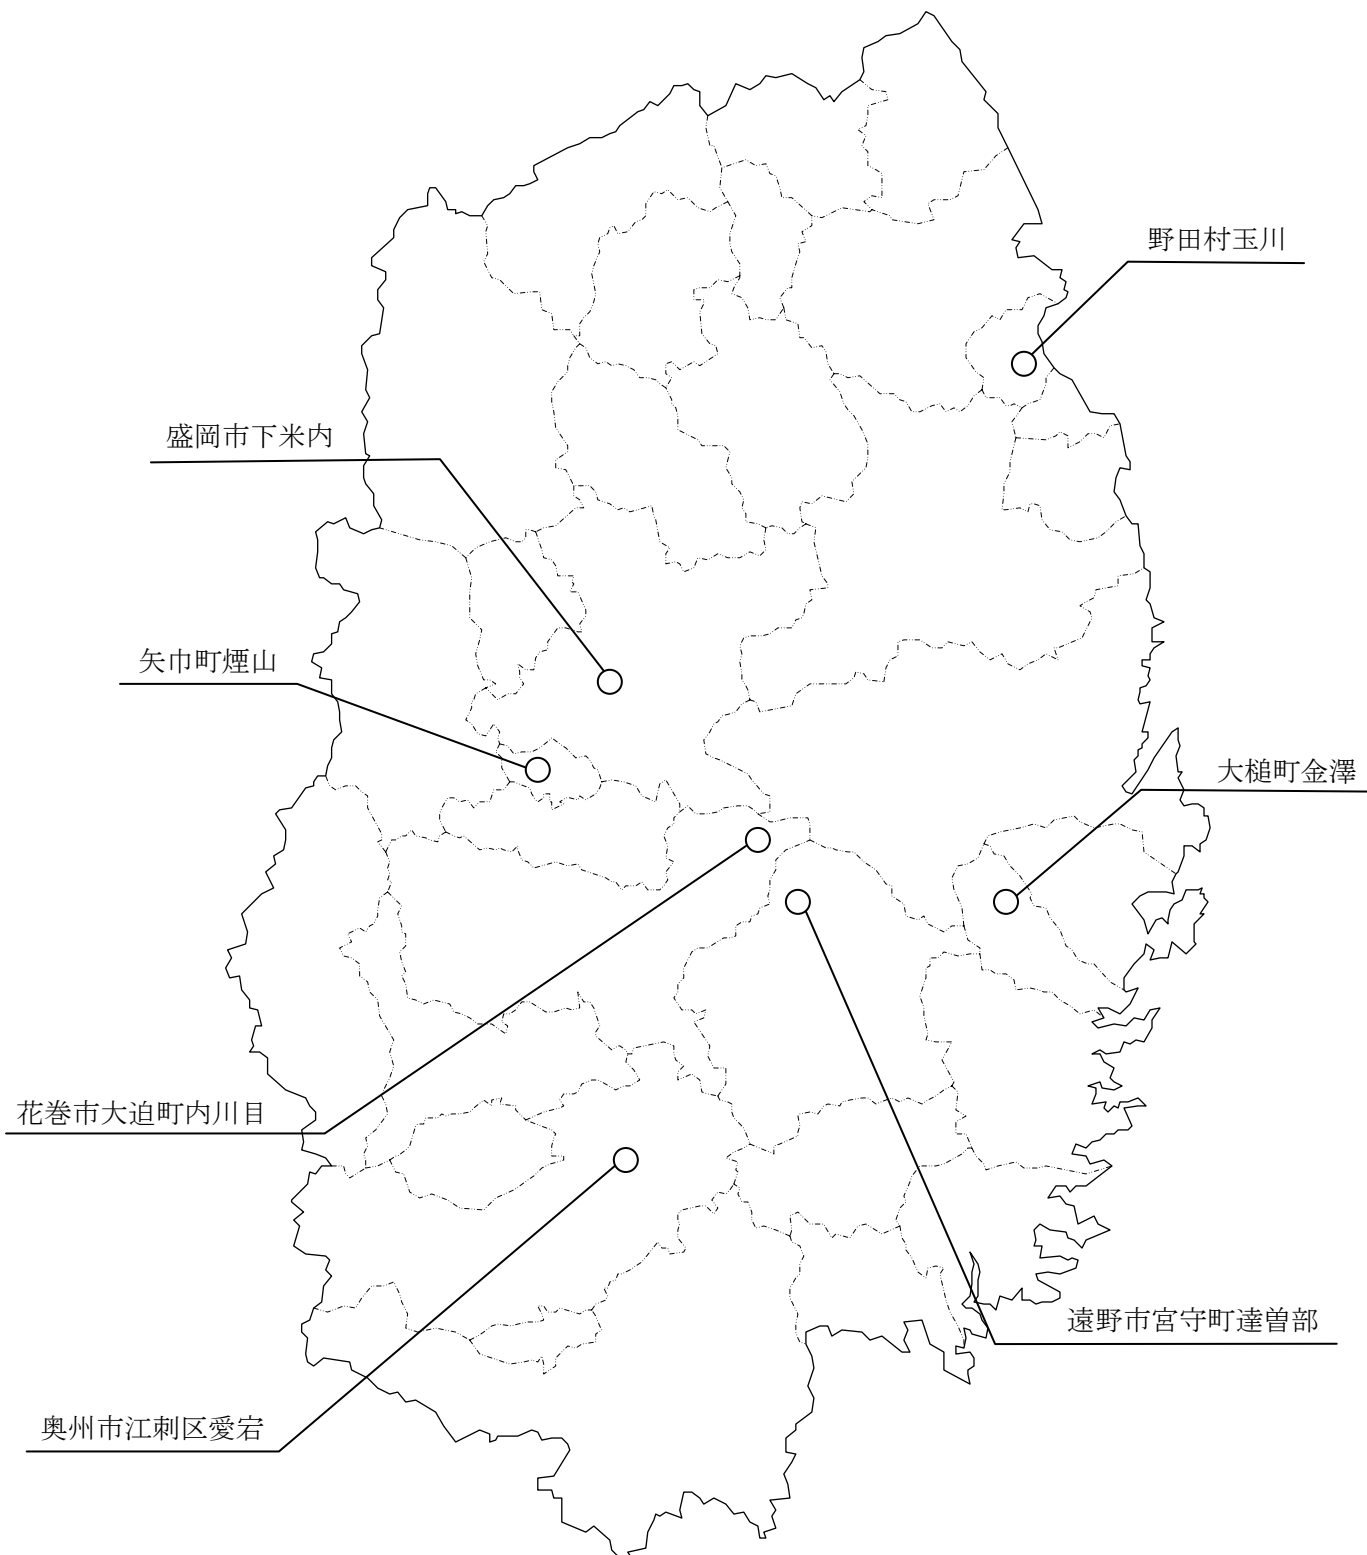 野田村玉川
盛岡市下米内
矢巾町煙山
大槌町金澤
花巻市大迫町内川目
遠野市宮守町達曽部
奥州市江刺区愛宕